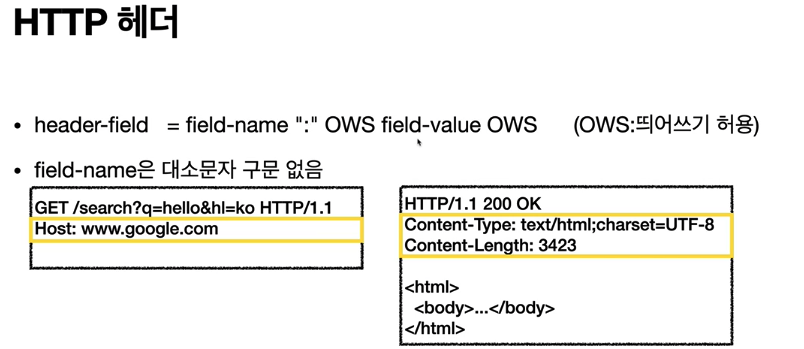 HTTP 헤더
• header-field = field-name ":" OWS field-value OWS (OWS:띄어쓰기 허용)
• field-name은 대소문자 구문 없음
GET /search?q=hello&hl=ko HTTP/1.1
Host: www.google.com
HTTP/1.1 200 OK
Content-Type: text/html;charset=UTF-8
Content-Length: 3423
<html>
<body>...</body>
</html>